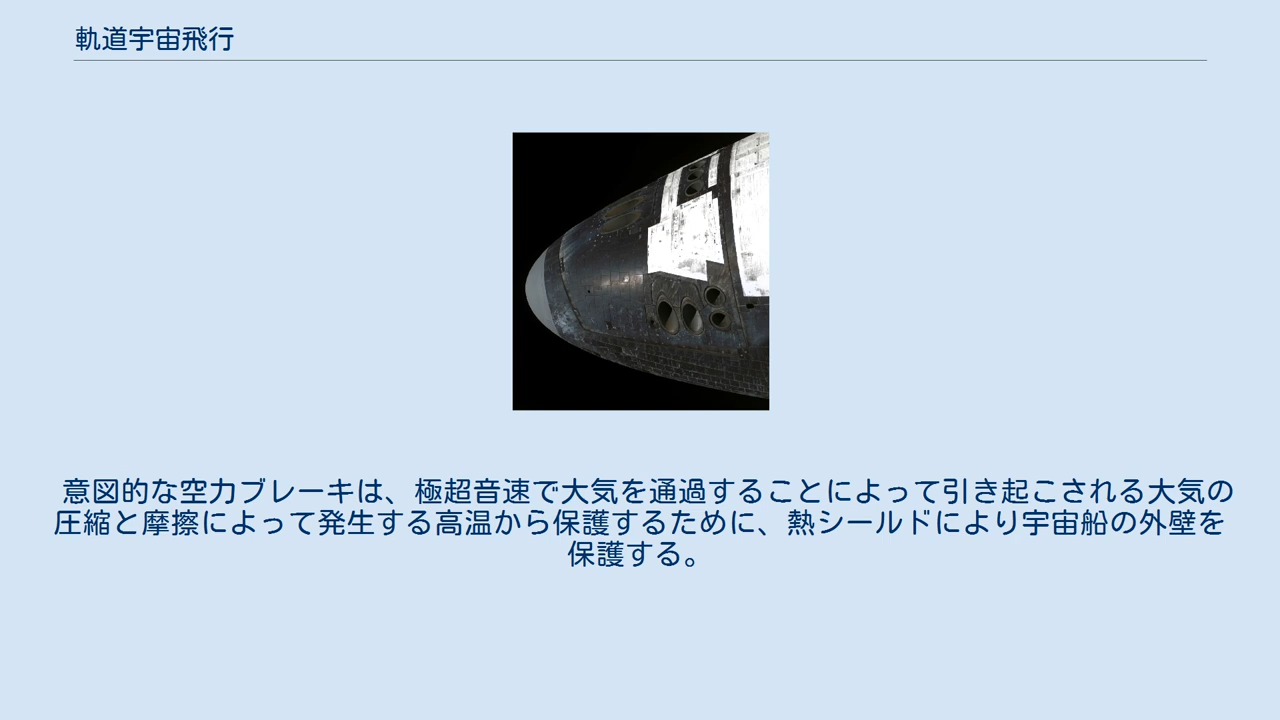 軌道宇宙飛行
意図的な空力ブレーキは、極超音速で大気を通過することによって引き起こされる大気の
圧縮と摩擦によって発生する高温から保護するために、熱シールドにより宇宙船の外壁を
保護する。